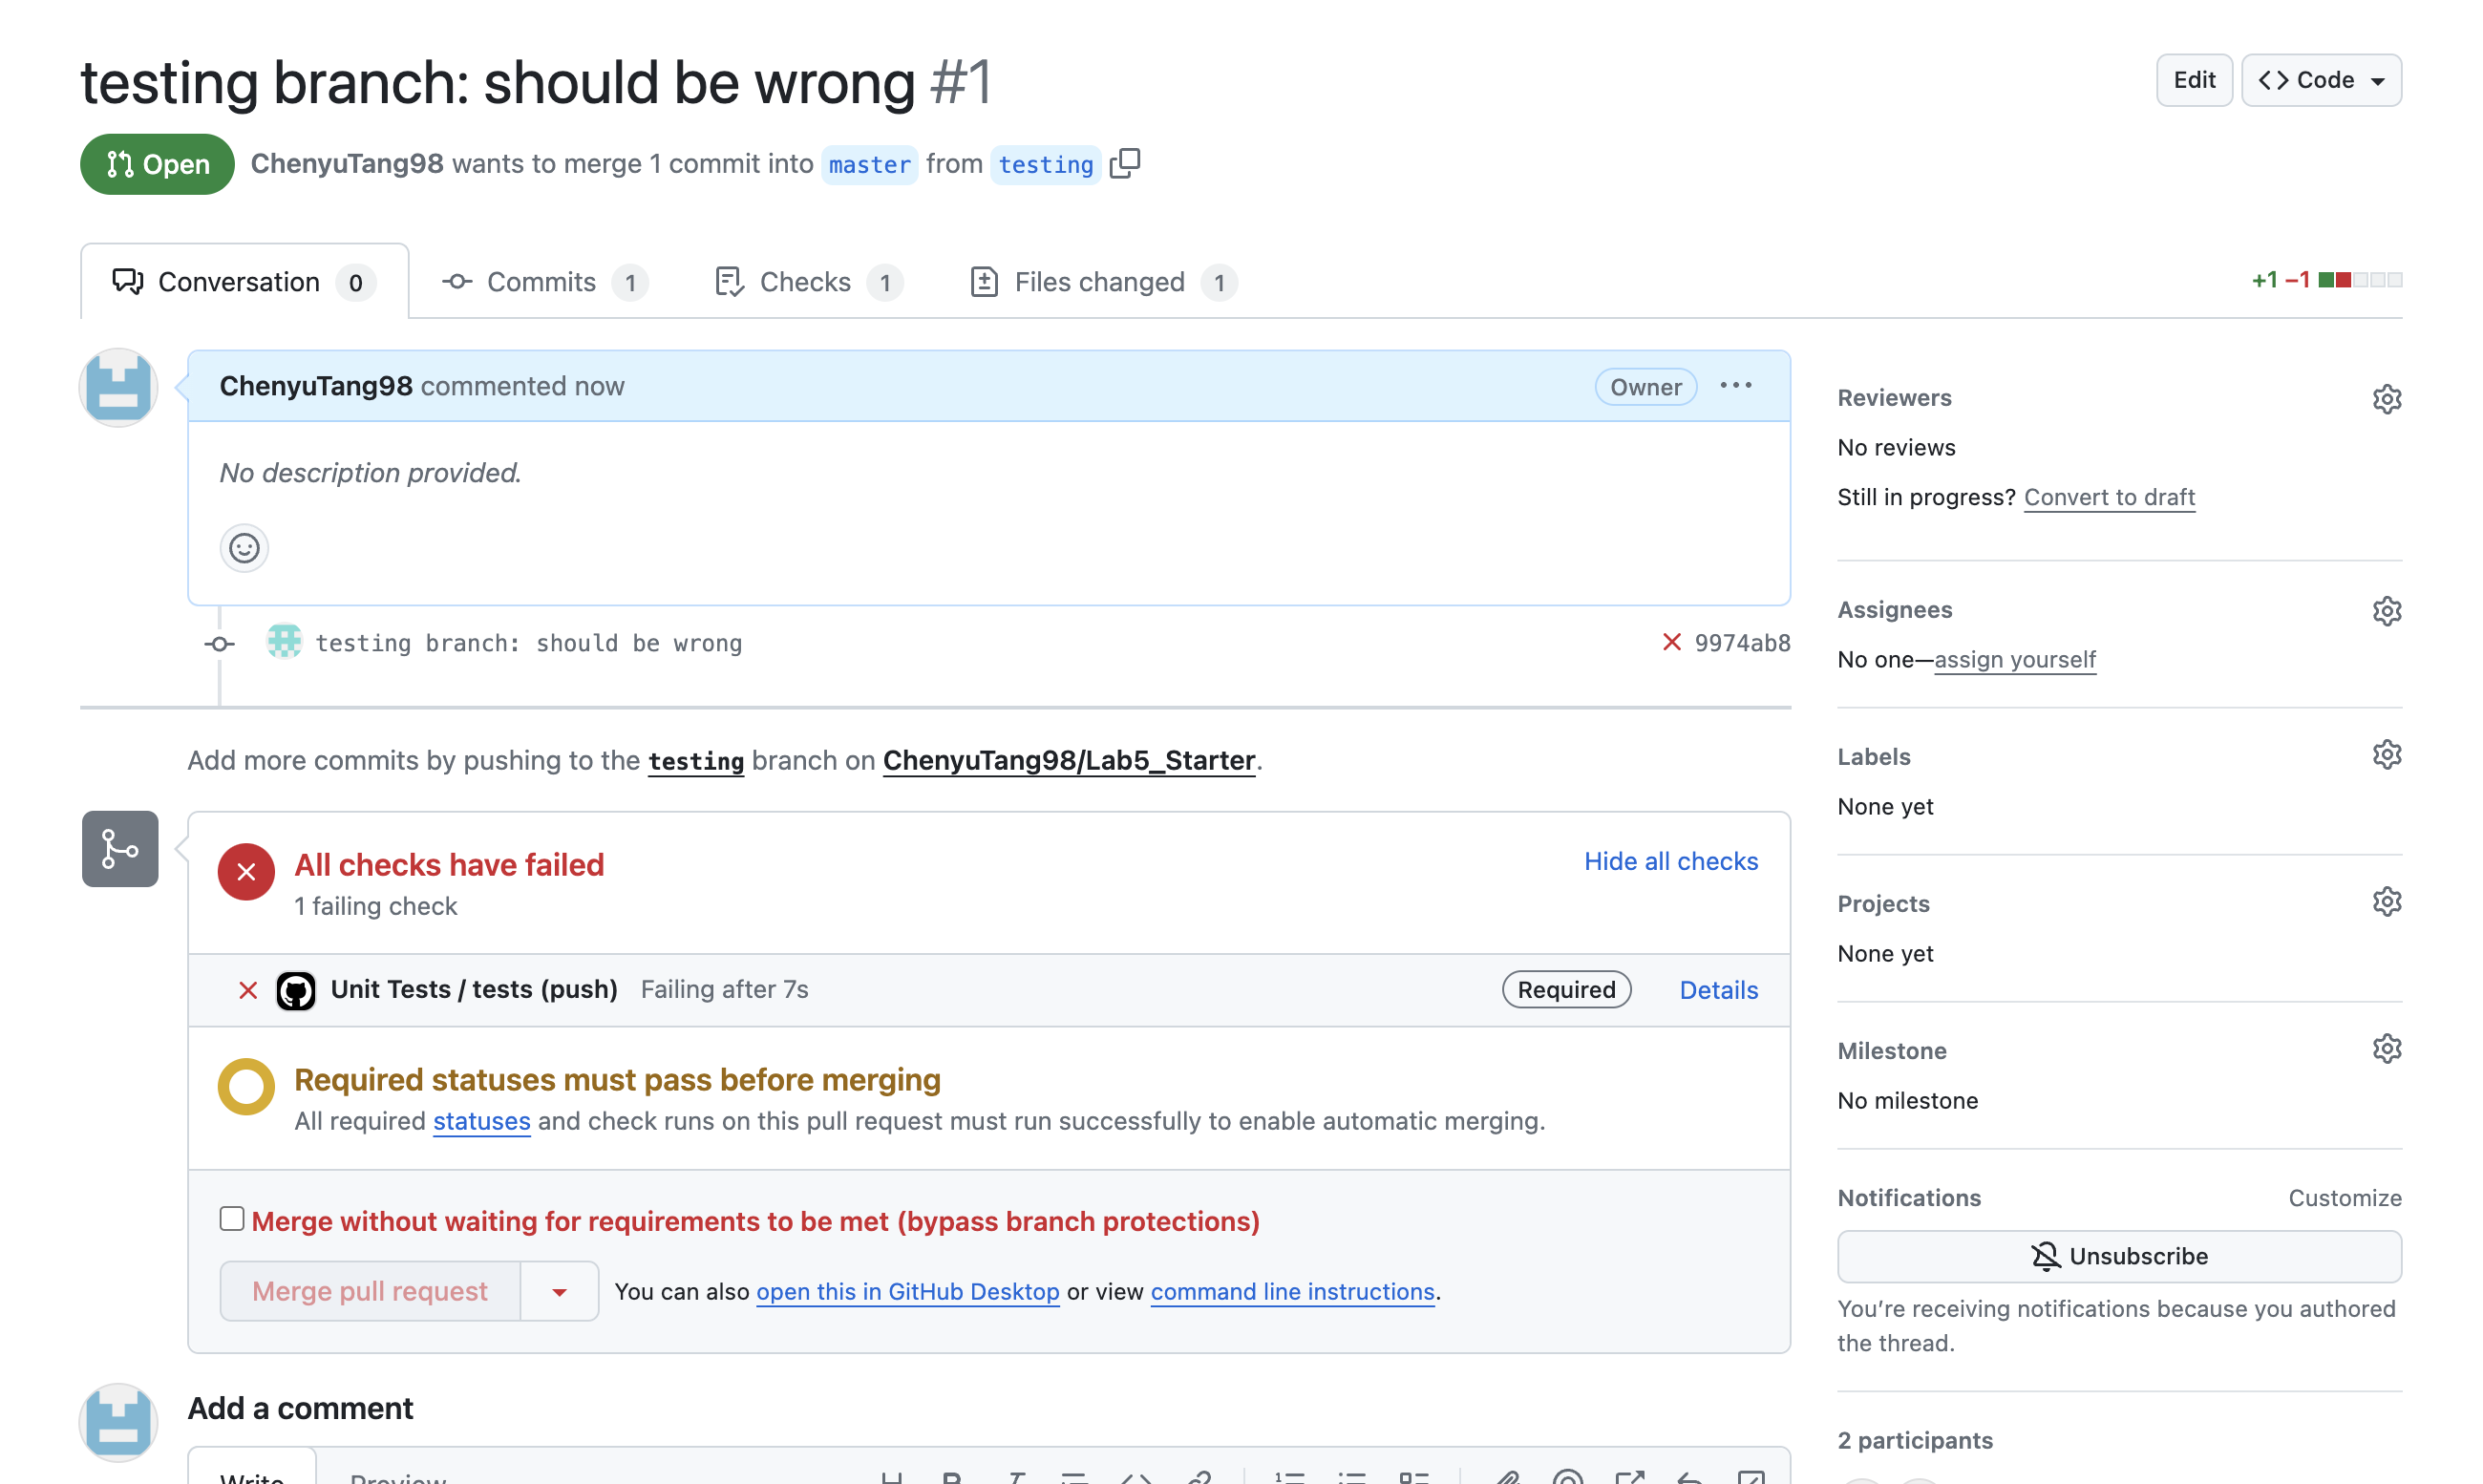 testing branch: should be wrong #1
Edit
Code
Open
ChenyuTang98 wants to merge 1 commit into master from testing
Conversation 0
Commits 1
Checks 1
Files changed 1
+1 −1
ChenyuTang98 commented now
Owner
No description provided.
testing branch: should be wrong
9974ab8
Add more commits by pushing to the testing branch on ChenyuTang98/Lab5_Starter.
All checks have failed
1 failing check
Hide all checks
Unit Tests / tests (push) Failing after 7s
Required
Details
Required statuses must pass before merging
All required statuses and check runs on this pull request must run successfully to enable automatic merging.
Merge without waiting for requirements to be met (bypass branch protections)
Merge pull request
You can also open this in GitHub Desktop or view command line instructions.
Add a comment
Write
Preview
Reviewers
No reviews
Still in progress? Convert to draft
Assignees
No one—assign yourself
Labels
None yet
Projects
None yet
Milestone
No milestone
Notifications
Customize
Unsubscribe
You're receiving notifications because you authored
the thread.
2 participants